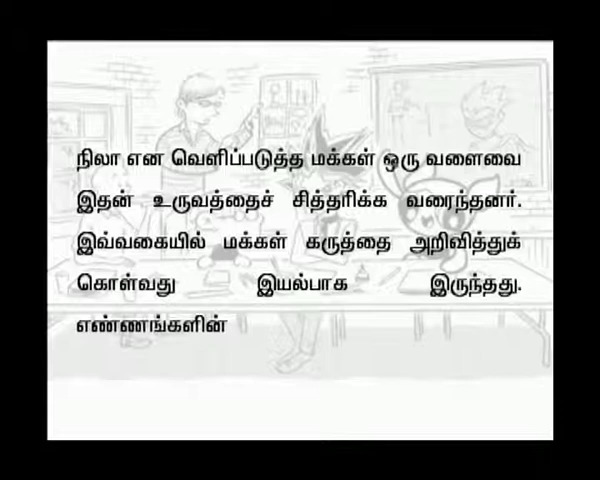 நிலா என வெளிப்படுத்த மக்கள் ஒரு வளைவை
இதன் உருவத்தைச் சித்தரிக்க வரைந்தனர்.
இவ்வகையில் மக்கள் கருத்தை அறிவித்துக்
கொள்வது இயல்பாக இருந்தது.
எண்ணங்களின்